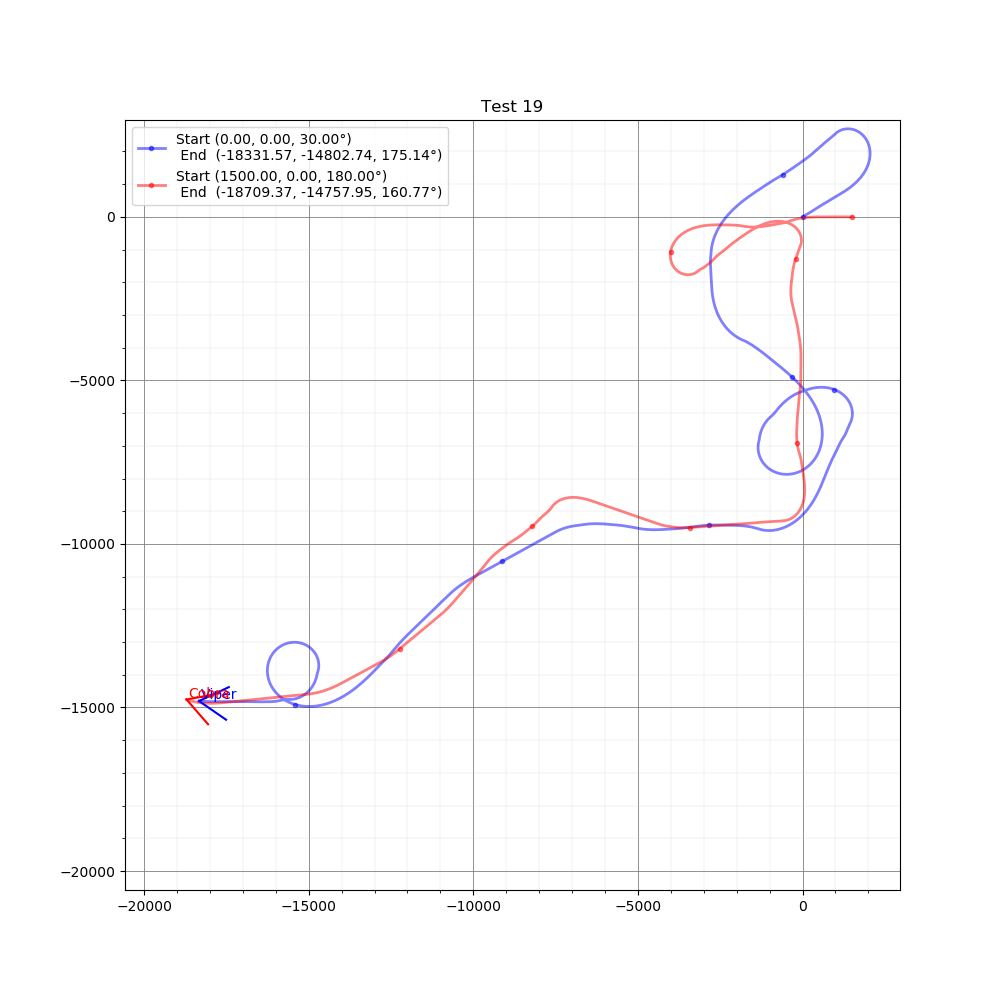 Test 19
Start (0.00, 0.00, 30.00°)
End (-18331.57, -14802.74, 175.14°)
Start (1500.00, 0.00, 180.00°)
End (-18709.37, -14757.95, 160.77°)
0
−5000
−10000
−15000
−20000
Viper
−20000 −15000 −10000 −5000 0